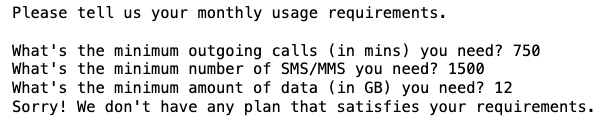 Please tell us your monthly usage requirements.
What's the minimum outgoing calls (in mins) you need? 750
What's the minimum number of SMS/MMS you need? 1500
What's the minimum amount of data (in GB) you need? 12
Sorry! We don't have any plan that satisfies your requirements.